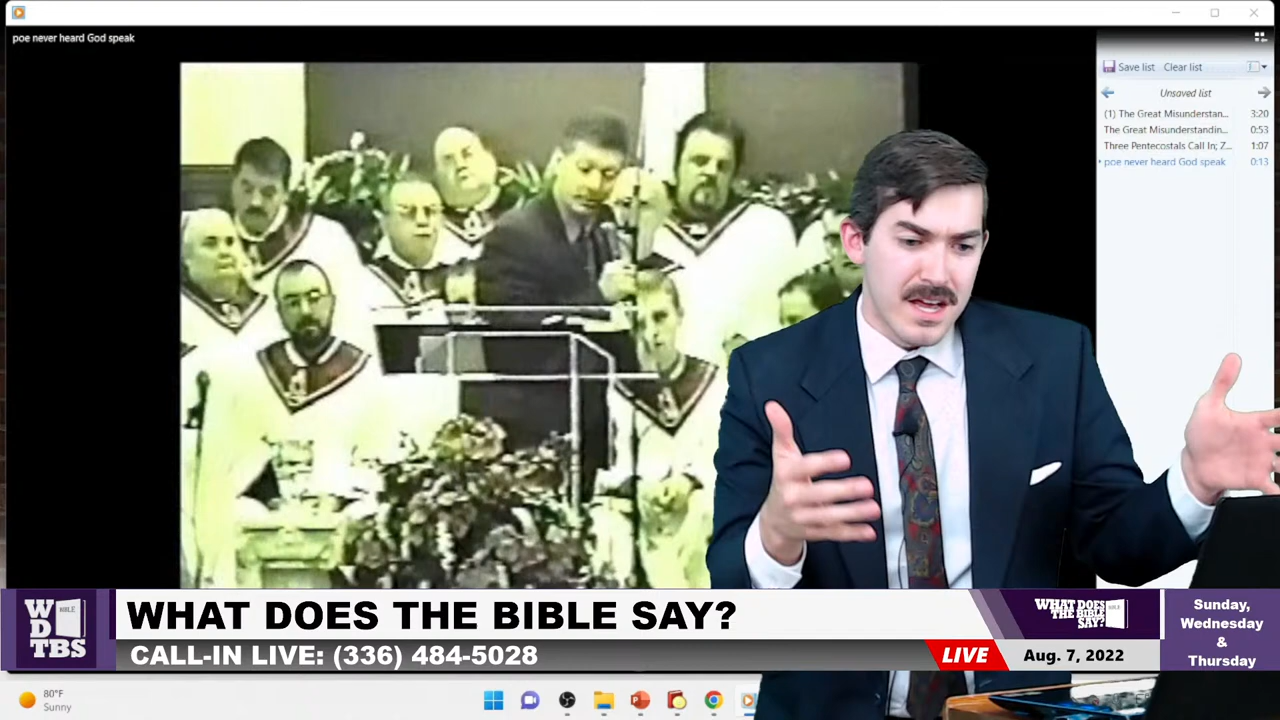 poe never heard God speak
Save list Clear list
Unsaved list
(1) The Great Misunderstan... 3:20
The Great Misunderstandin... 0:53
Three Pentecostals Call In; Z... 1:07
poe never heard God speak 0:13
W
D
TBS
BIBLE
WHAT DOES THE BIBLE SAY?
CALL-IN LIVE: (336) 484-5028
WHAT DOES
THE BIBLE
SAY?
LIVE
Aug. 7, 2022
Sunday,
Wednesday
&
Thursday
80°F
Sunny